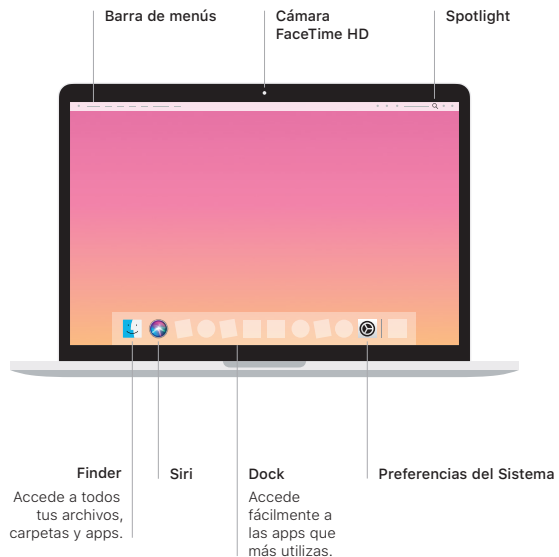 Barra de menús
Cámara
FaceTime HD
Spotlight
Finder
Accede a todos
tus archivos,
carpetas y apps.
Siri
Dock
Accede
fácilmente a
las apps que
más utilizas.
Preferencias del Sistema